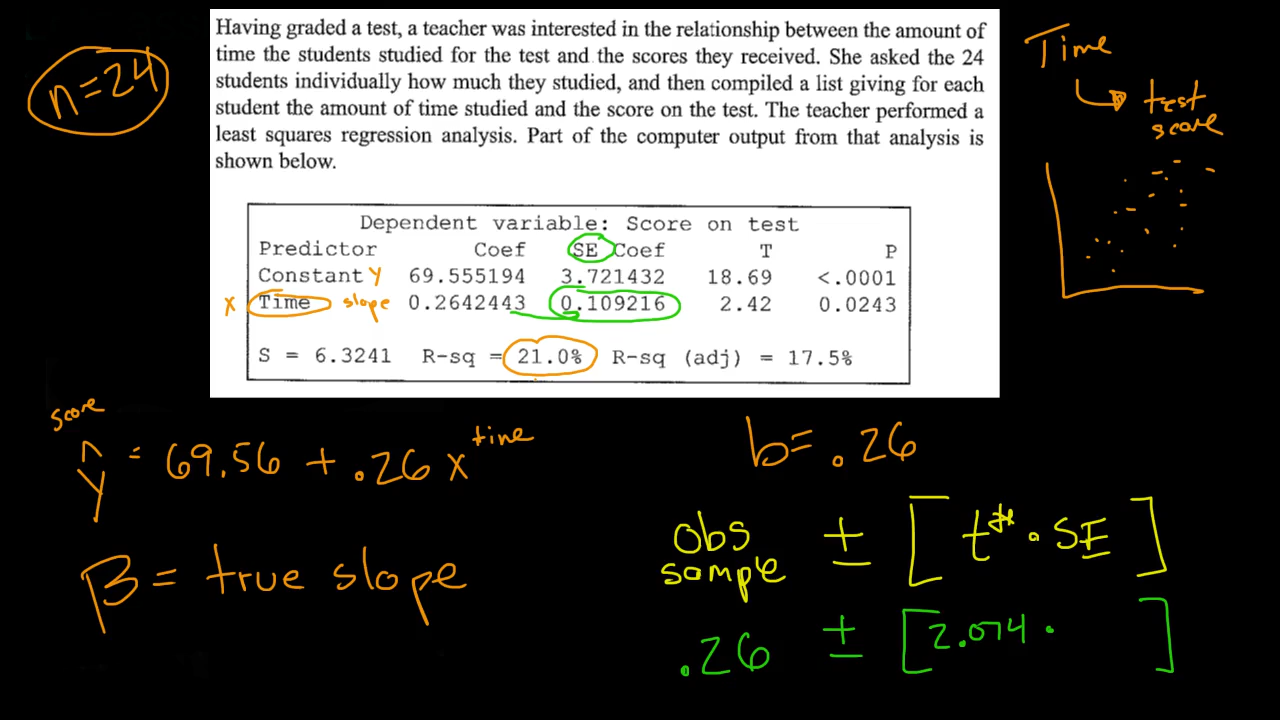 n=24
Having graded a test, a teacher was interested in the relationship between the amount of
time the students studied for the test and the scores they received. She asked the 24
students individually how much they studied, and then compiled a list giving for each
student the amount of time studied and the score on the test. The teacher performed a
least squares regression analysis. Part of the computer output from that analysis is
shown below.
Time
test
score
Dependent variable: Score on test
Predictor Coef SE Coef T P
Constant Y 69.555194 3.721432 18.69 <.0001
X Time slope 0.2642443 0.109216 2.42 0.0243
S = 6.3241 R-sq = 21.0% R-sq (adj) = 17.5%
score
ŷ = 69.56 + .26 x time
β = true slope
b = .26
obs sample ± [ t* · SE ]
.26 ± [ 2.074 · ]